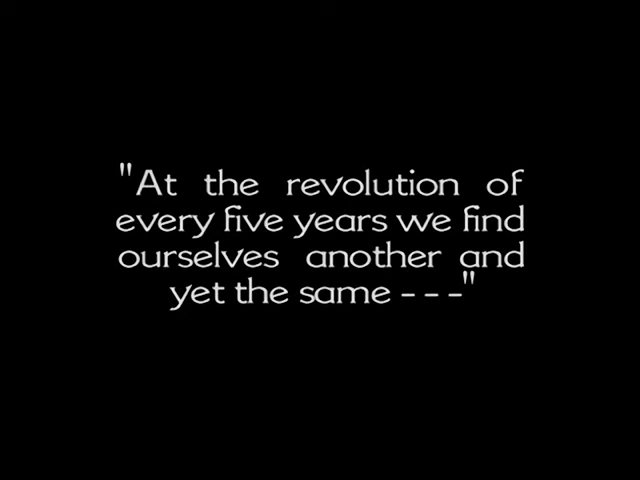 "At the revolution of
every five years we find
ourselves another and
yet the same - - -"